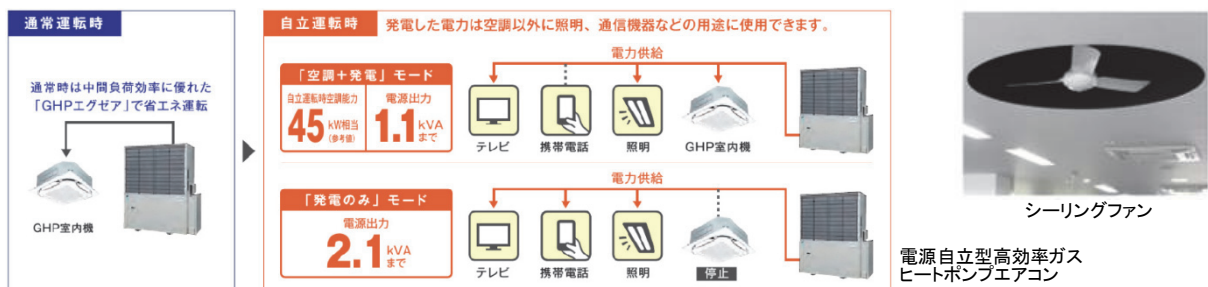 通常運転時
通常時は中間負荷効率に優れた
「GHPエグゼア」で省エネ運転
GHP室内機
自立運転時
発電した電力は空調以外に照明、通信機器などの用途に使用できます。
「空調+発電」モード
自立運転時空調能力
45kW相当
(参考値)
電源出力
1.1kVA
まで
電力供給
テレビ
携帯電話
照明
GHP室内機
「発電のみ」モード
電源出力
2.1kVA
まで
電力供給
テレビ
携帯電話
照明
停止
シーリングファン
電源自立型高効率ガス
ヒートポンプエアコン